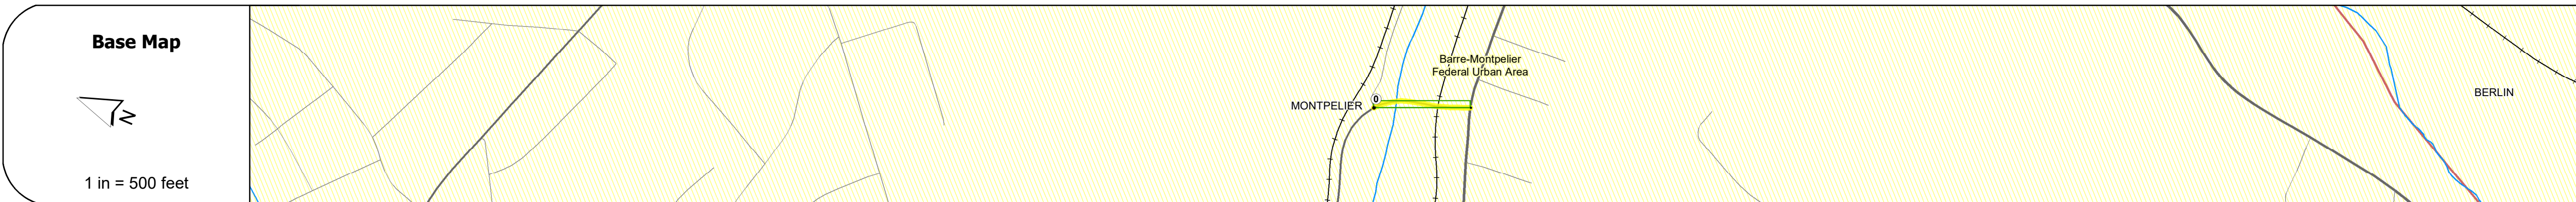 Base Map
N
1 in = 500 feet
Barre-Montpelier
Federal Urban Area
0
MONTPELIER
BERLIN